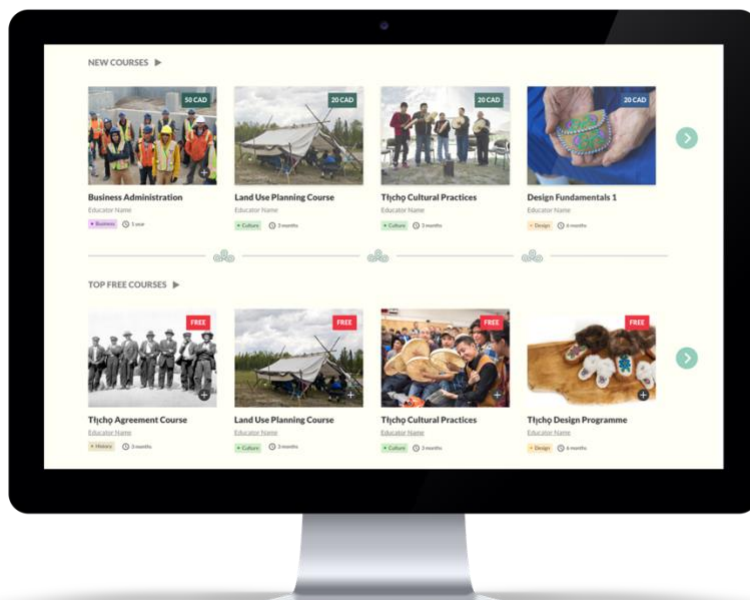 NEW COURSES
50 CAD
20 CAD
20 CAD
20 CAD
Business Administration
Land Use Planning Course
Tłı̨chǫ Cultural Practices
Design Fundamentals 1
Educator Name
Educator Name
Educator Name
Educator Name
Business 1 year
Culture 3 months
Culture 3 months
Design 6 months
TOP FREE COURSES
FREE
FREE
FREE
FREE
Tłı̨chǫ Agreement Course
Land Use Planning Course
Tłı̨chǫ Cultural Practices
Tłı̨chǫ Design Programme
Educator Name
Educator Name
Educator Name
Educator Name
History 3 months
Culture 3 months
Culture 3 months
Design 6 months